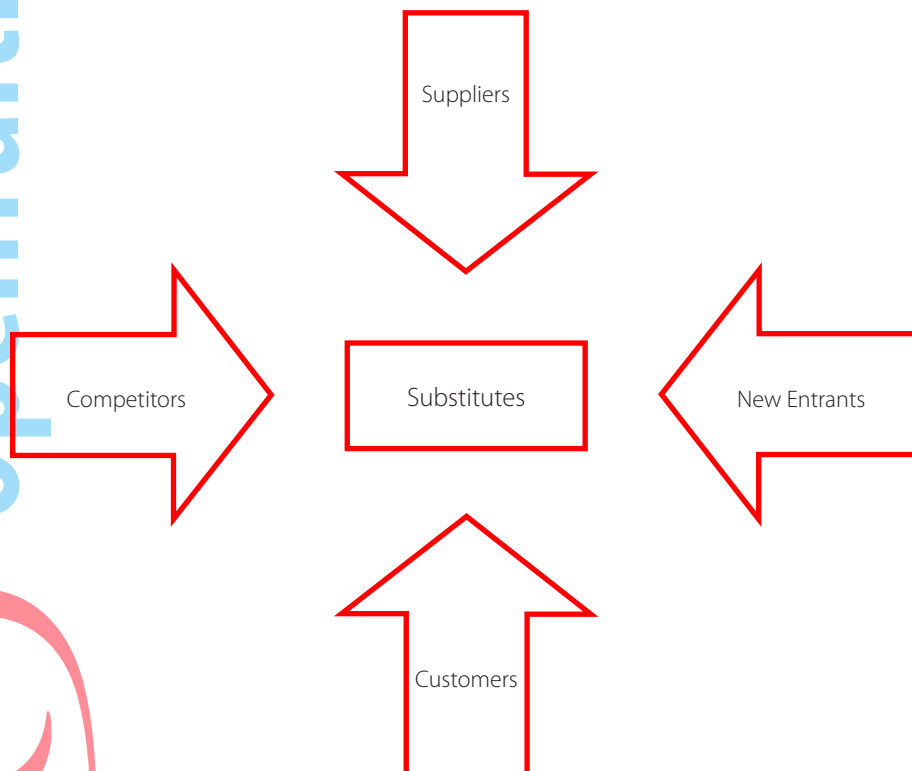 Suppliers
Competitors
Substitutes
New Entrants
Customers